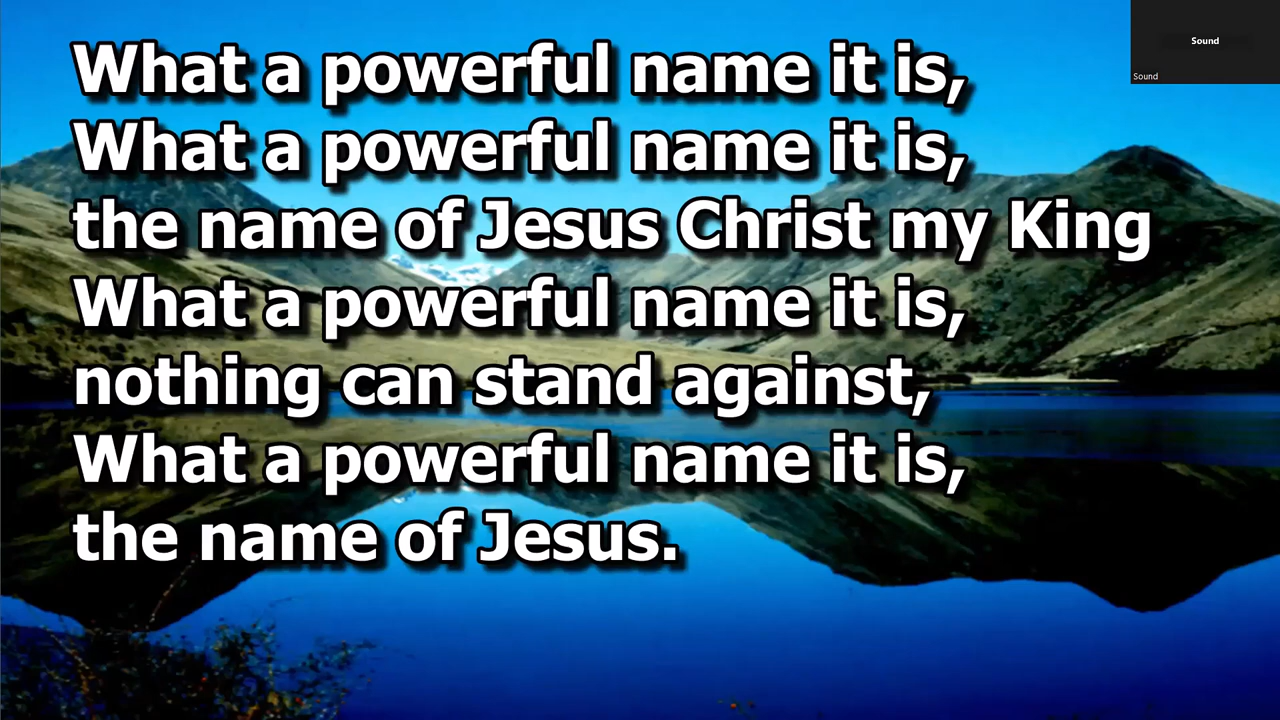 What a powerful name it is,
What a powerful name it is,
the name of Jesus Christ my King
What a powerful name it is,
nothing can stand against,
What a powerful name it is,
the name of Jesus.
Sound
Sound